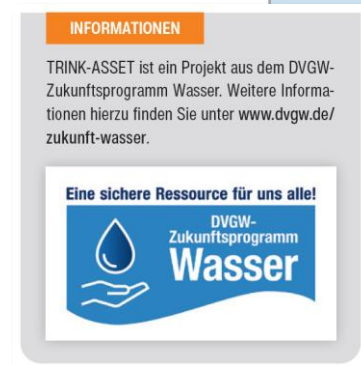 INFORMATIONEN
TRINK-ASSET ist ein Projekt aus dem DVGW-
Zukunftsprogramm Wasser. Weitere Informa-
tionen hierzu finden Sie unter www.dvgw.de/
zukunft-wasser.
Eine sichere Ressource für uns alle!
DVGW-
Zukunftsprogramm
Wasser